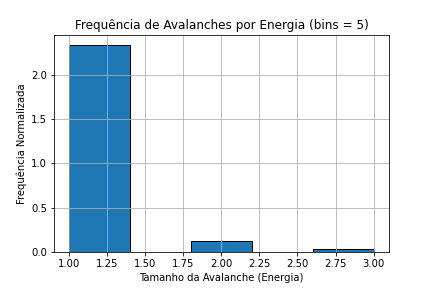 Frequência de Avalanches por Energia (bins = 5)
Frequência Normalizada
2.0
1.5
1.0
0.5
0.0
1.00 1.25 1.50 1.75 2.00 2.25 2.50 2.75 3.00
Tamanho da Avalanche (Energia)